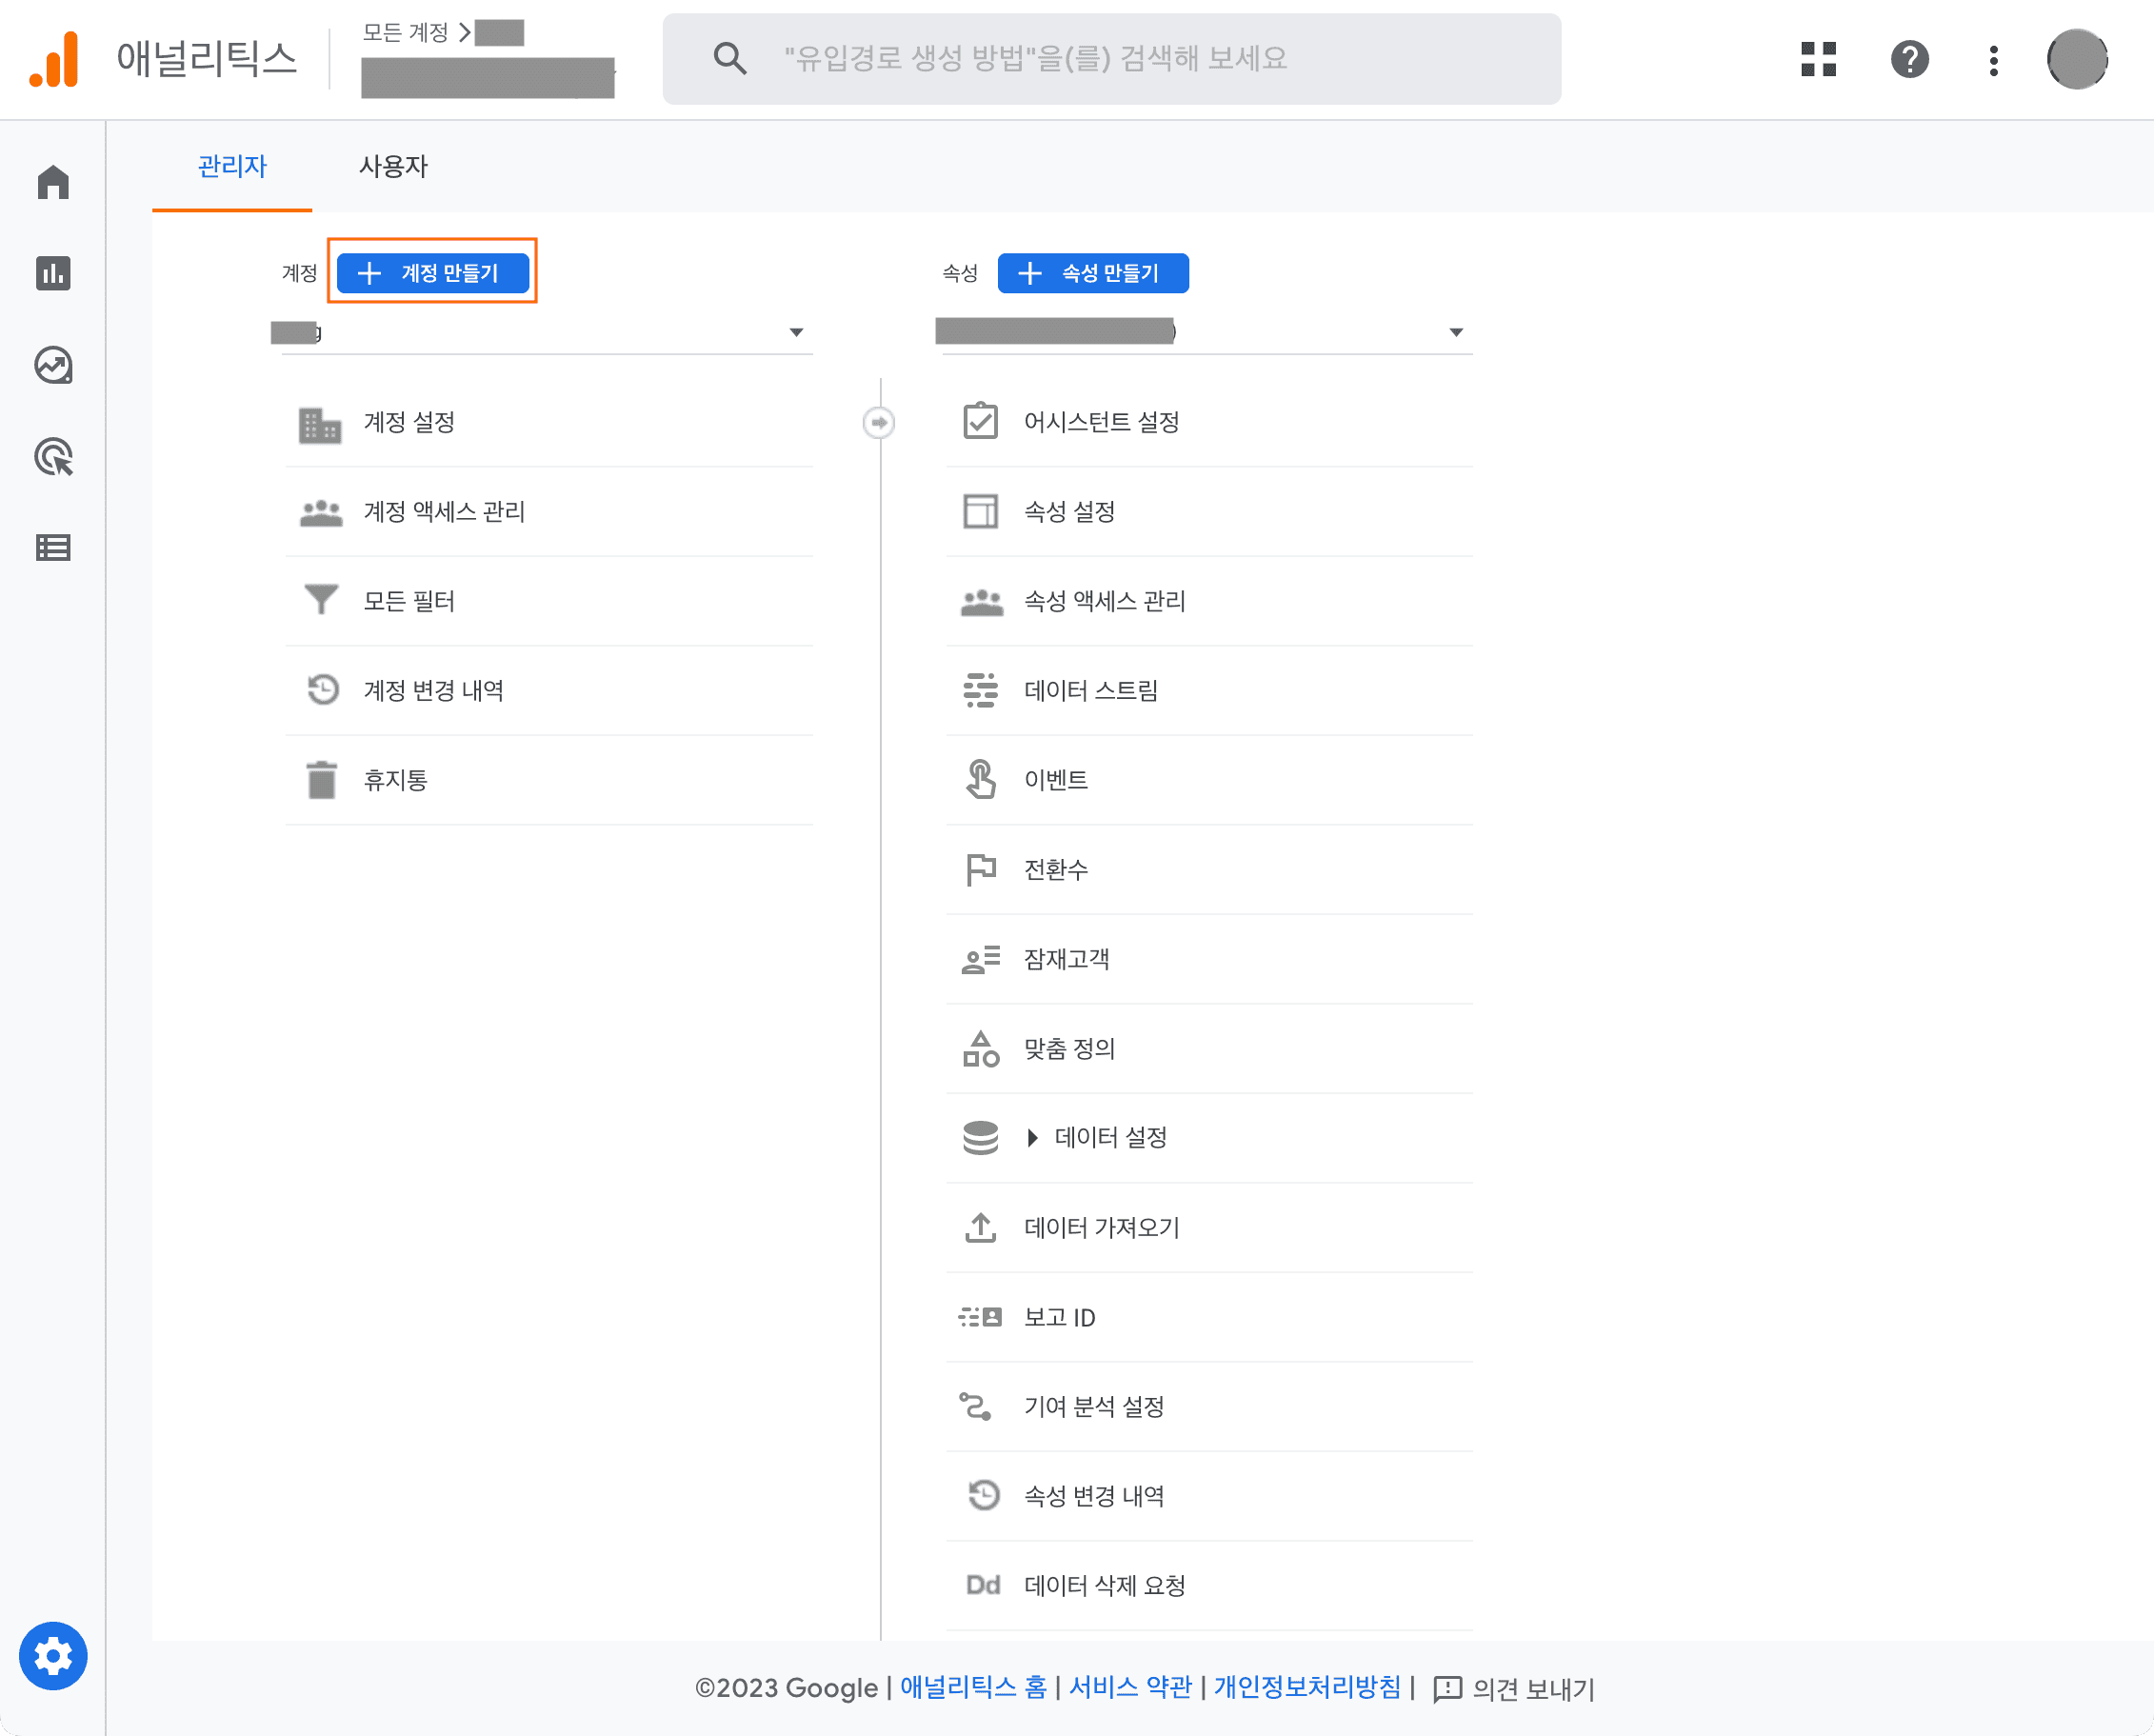 애널리틱스
모든 계정
"유입경로 생성 방법"을(를) 검색해 보세요
관리자
사용자
계정
계정 만들기
계정 설정
계정 액세스 관리
모든 필터
계정 변경 내역
휴지통
속성
속성 만들기
어시스턴트 설정
속성 설정
속성 액세스 관리
데이터 스트림
이벤트
전환수
잠재고객
맞춤 정의
데이터 설정
데이터 가져오기
보고 ID
기여 분석 설정
속성 변경 내역
Dd 데이터 삭제 요청
©2023 Google | 애널리틱스 홈 | 서비스 약관 | 개인정보처리방침 | 의견 보내기